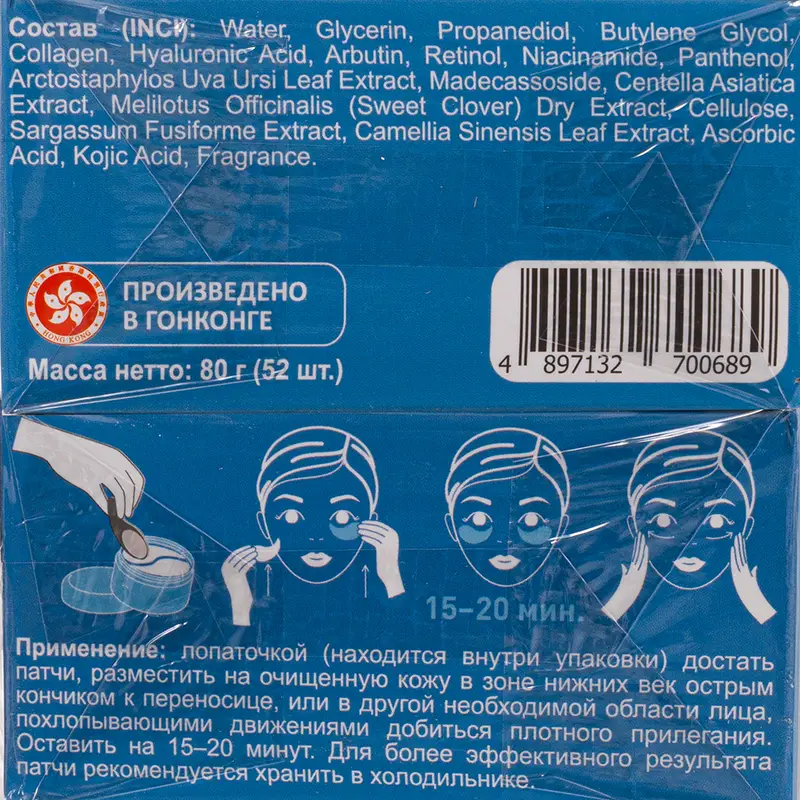 Состав (INCI): Water, Glycerin, Propanediol, Butylene Glycol,
Collagen, Hyaluronic Acid, Arbutin, Retinol, Niacinamide, Panthenol,
Arctostaphylos Uva Ursi Leaf Extract, Madecassoside, Centella Asiatica
Extract, Melilotus Officinalis (Sweet Clover) Dry Extract, Cellulose,
Sargassum Fusiforme Extract, Camellia Sinensis Leaf Extract, Ascorbic
Acid, Kojic Acid, Fragrance.
HONG KONG
ПРОИЗВЕДЕНО
В ГОНКОНГЕ
Масса нетто: 80 г (52 шт.)
4 897132 700689
15–20 мин.
Применение: лопаточкой (находится внутри упаковки) достать
патчи, разместить на очищенную кожу в зоне нижних век острым
кончиком к переносице, или в другой необходимой области лица,
похлопывающими движениями добиться плотного прилегания.
Оставить на 15–20 минут. Для более эффективного результата
патчи рекомендуется хранить в холодильнике.